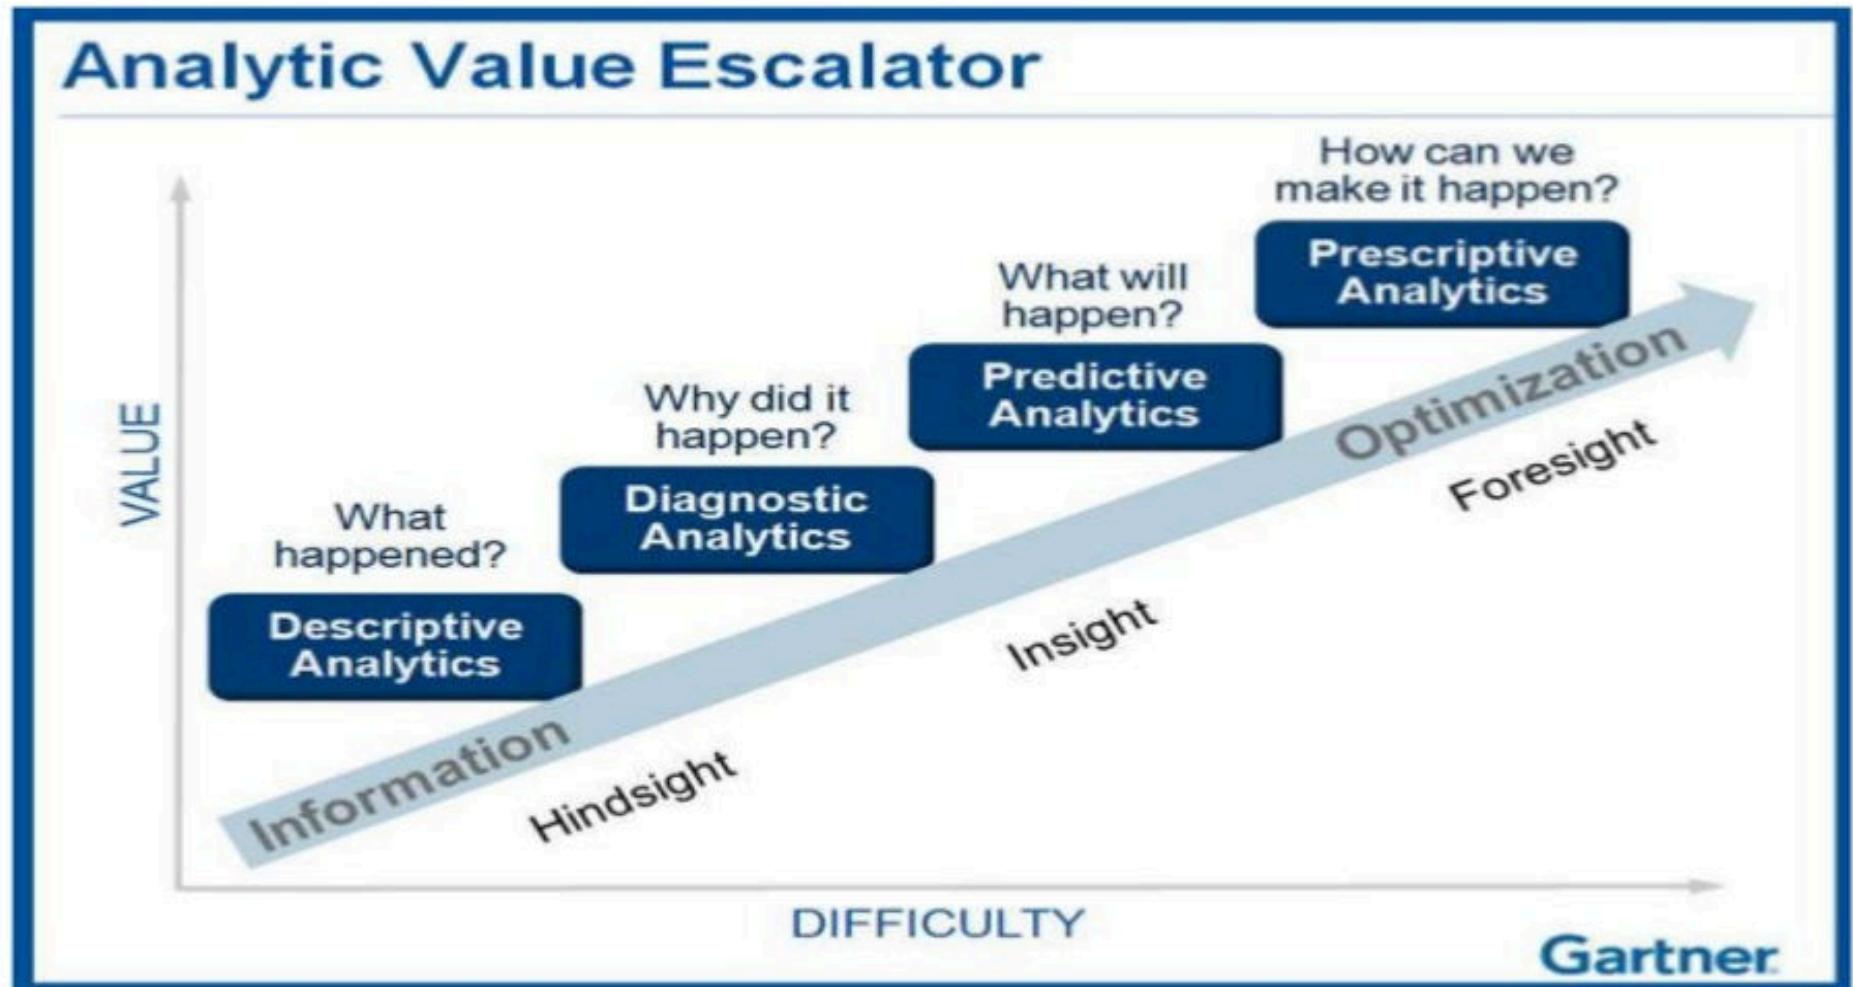 Analytic Value Escalator
How can we
make it happen?
Prescriptive
Analytics
What will
happen?
Predictive
Analytics
Why did it
happen?
Diagnostic
Analytics
What
happened?
Descriptive
Analytics
VALUE
Information
Optimization
Hindsight
Insight
Foresight
DIFFICULTY
Gartner